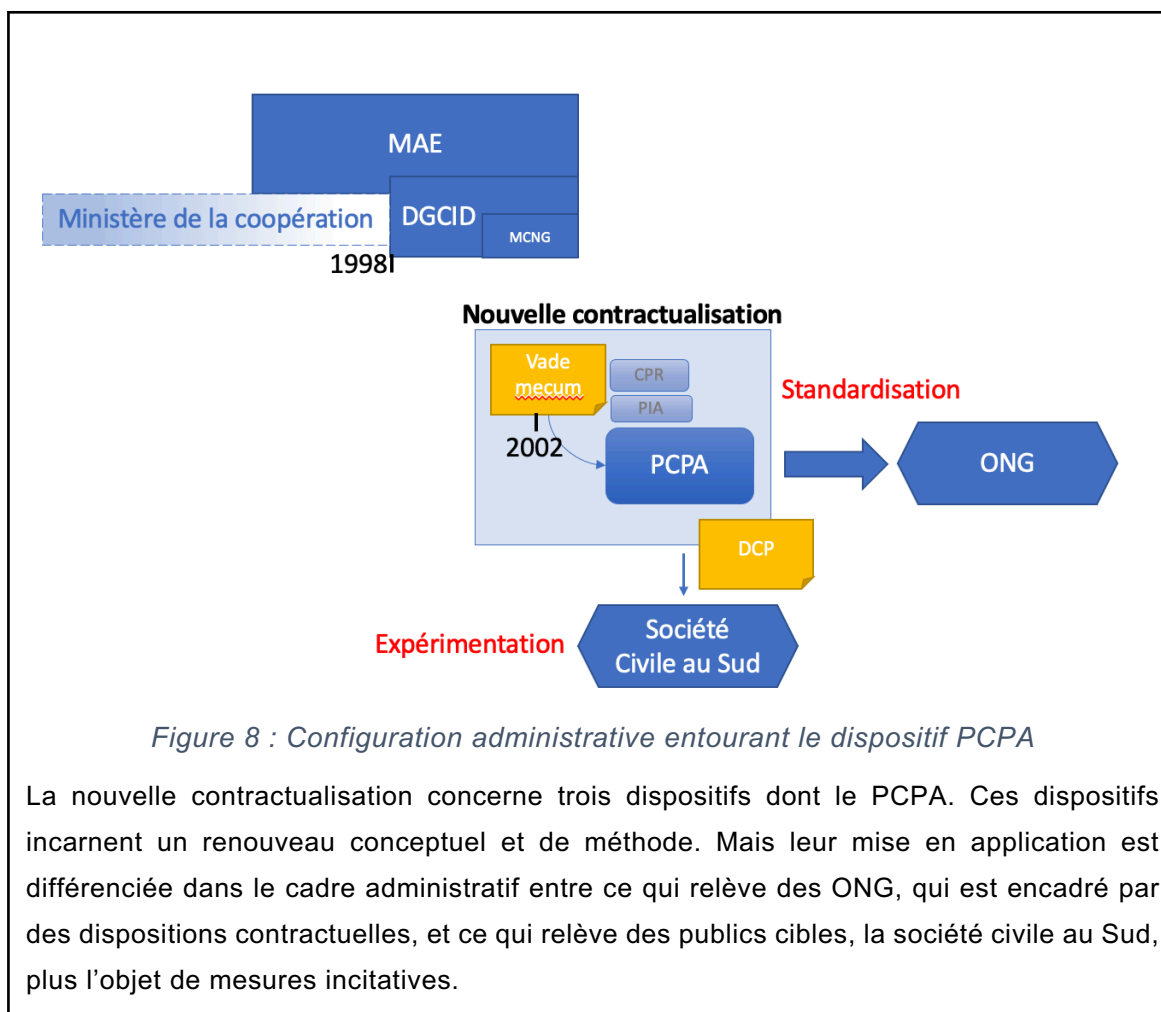 MAE
Ministère de la coopération
DGCID
MCNG
1998
Nouvelle contractualisation
Vade
mecum
CPR
PIA
2002
PCPA
Standardisation
ONG
DCP
Expérimentation
Société
Civile au Sud
Figure 8 : Configuration administrative entourant le dispositif PCPA
La nouvelle contractualisation concerne trois dispositifs dont le PCPA. Ces dispositifs
incarnent un renouveau conceptuel et de méthode. Mais leur mise en application est
différenciée dans le cadre administratif entre ce qui relève des ONG, qui est encadré par
des dispositions contractuelles, et ce qui relève des publics cibles, la société civile au Sud,
plus l’objet de mesures incitatives.